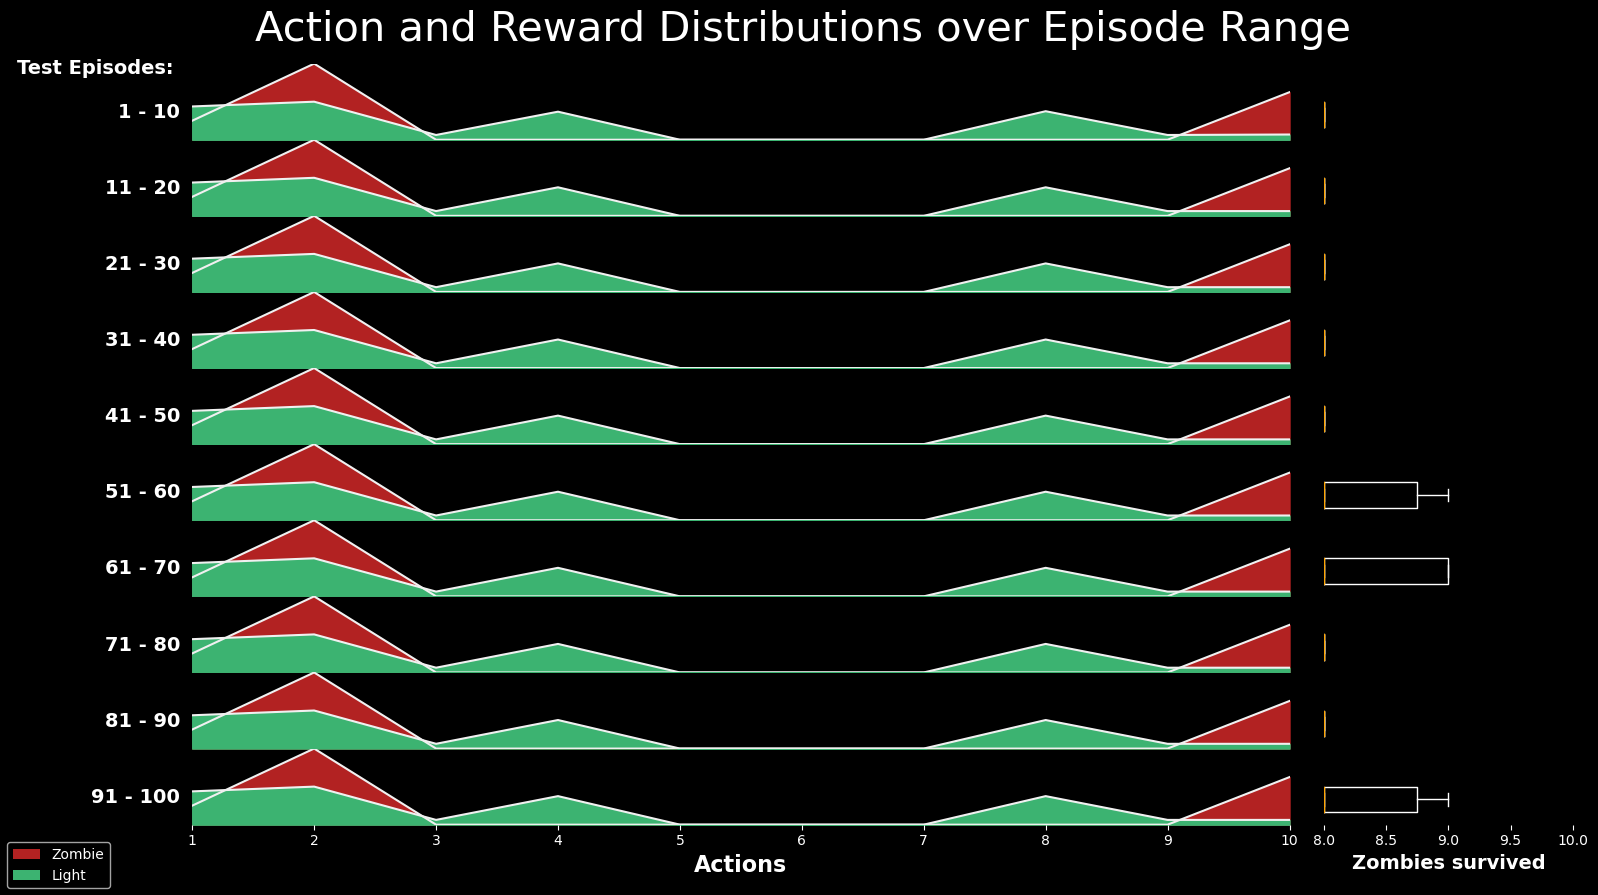 Action and Reward Distributions over Episode Range
Test Episodes:
1 - 10
11 - 20
21 - 30
31 - 40
41 - 50
51 - 60
61 - 70
71 - 80
81 - 90
91 - 100
1 2 3 4 5 6 7 8 9 10
8.0 8.5 9.0 9.5 10.0
Actions
Zombies survived
Zombie
Light